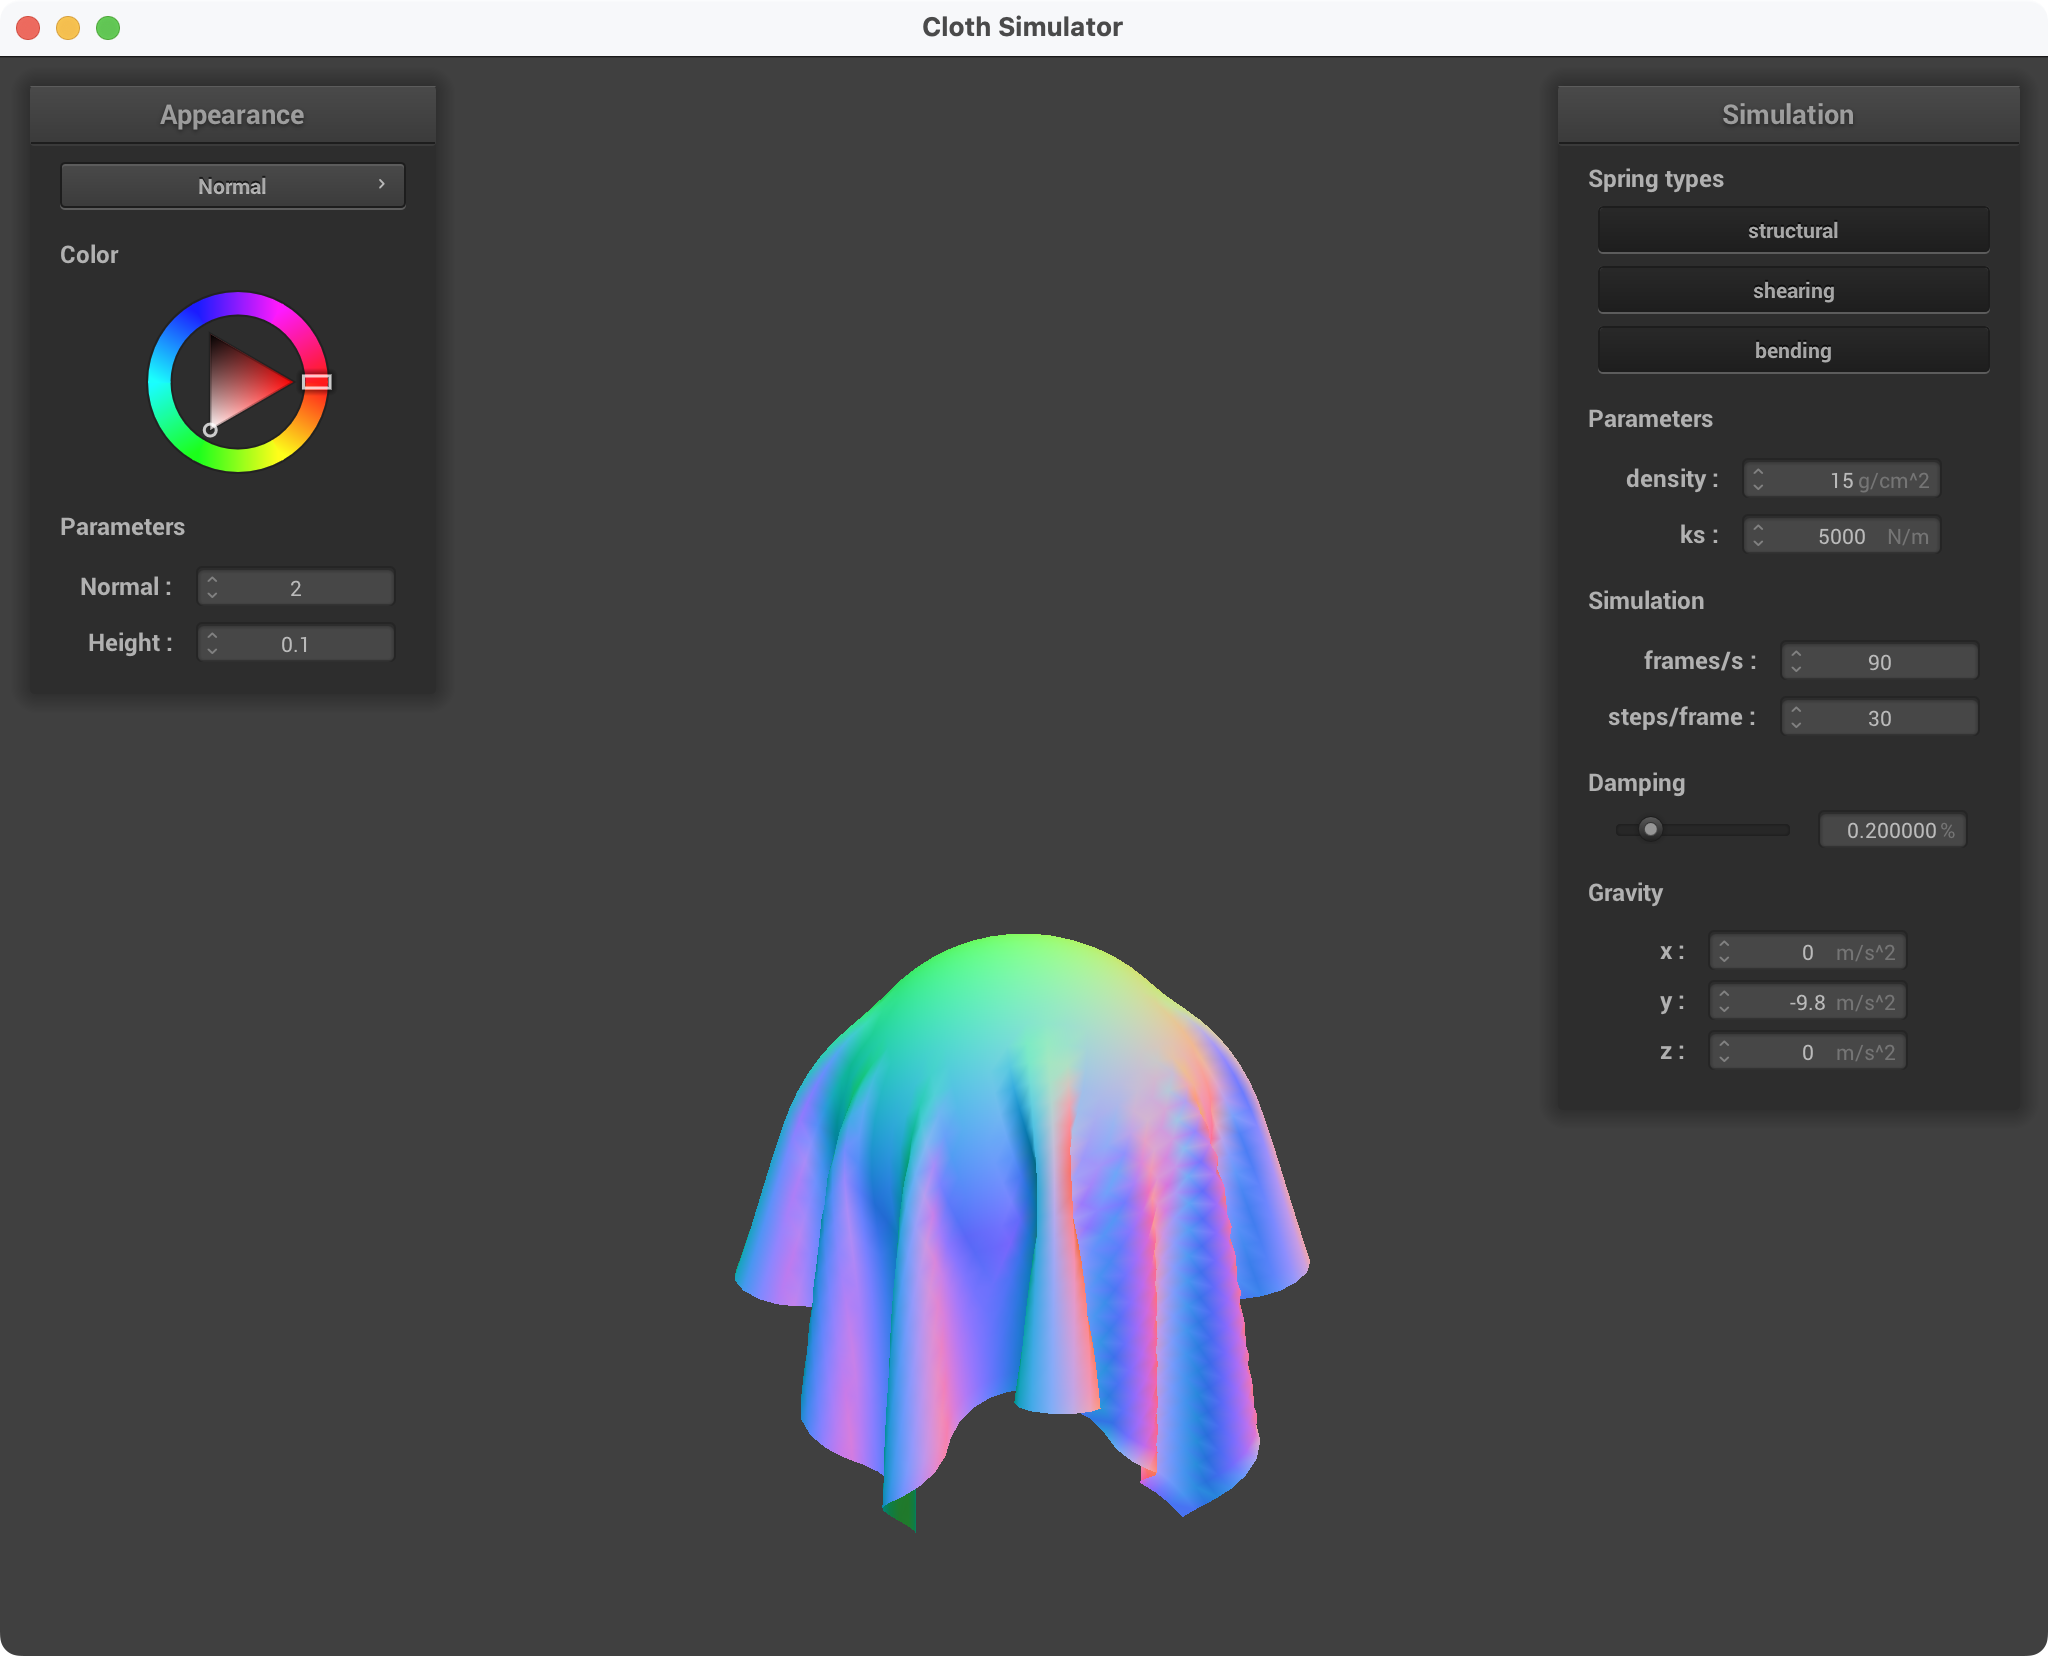 Cloth Simulator
Appearance
Normal
Color
Parameters
Normal : 2
Height : 0.1
Simulation
Spring types
structural
shearing
bending
Parameters
density : 15 g/cm^2
ks : 5000 N/m
Simulation
frames/s : 90
steps/frame : 30
Damping
0.200000 %
Gravity
x : 0 m/s^2
y : -9.8 m/s^2
z : 0 m/s^2